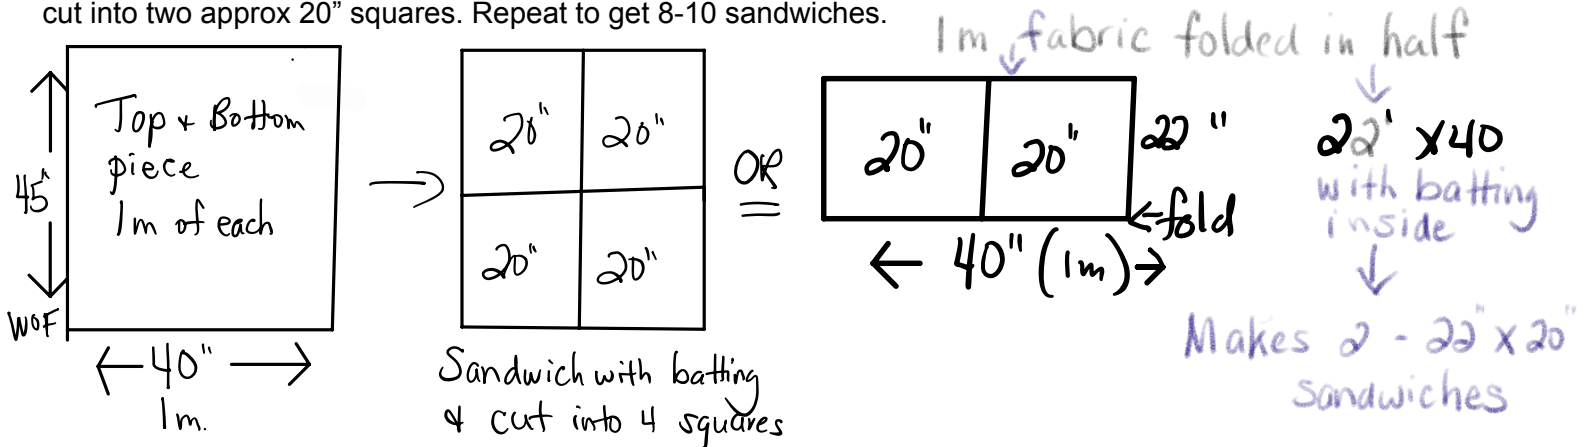 cut into two approx 20” squares. Repeat to get 8-10 sandwiches.
45"
WOF
Top + Bottom
piece
1m of each
← 40" →
1m.
→
20" 20"
20" 20"
Sandwich with batting
& cut into 4 squares
OR
1m fabric folded in half
20" 20"
22"
←fold
← 40" (1m) →
22' x40
with batting
inside
Makes 2 - 22" x 20"
sandwiches